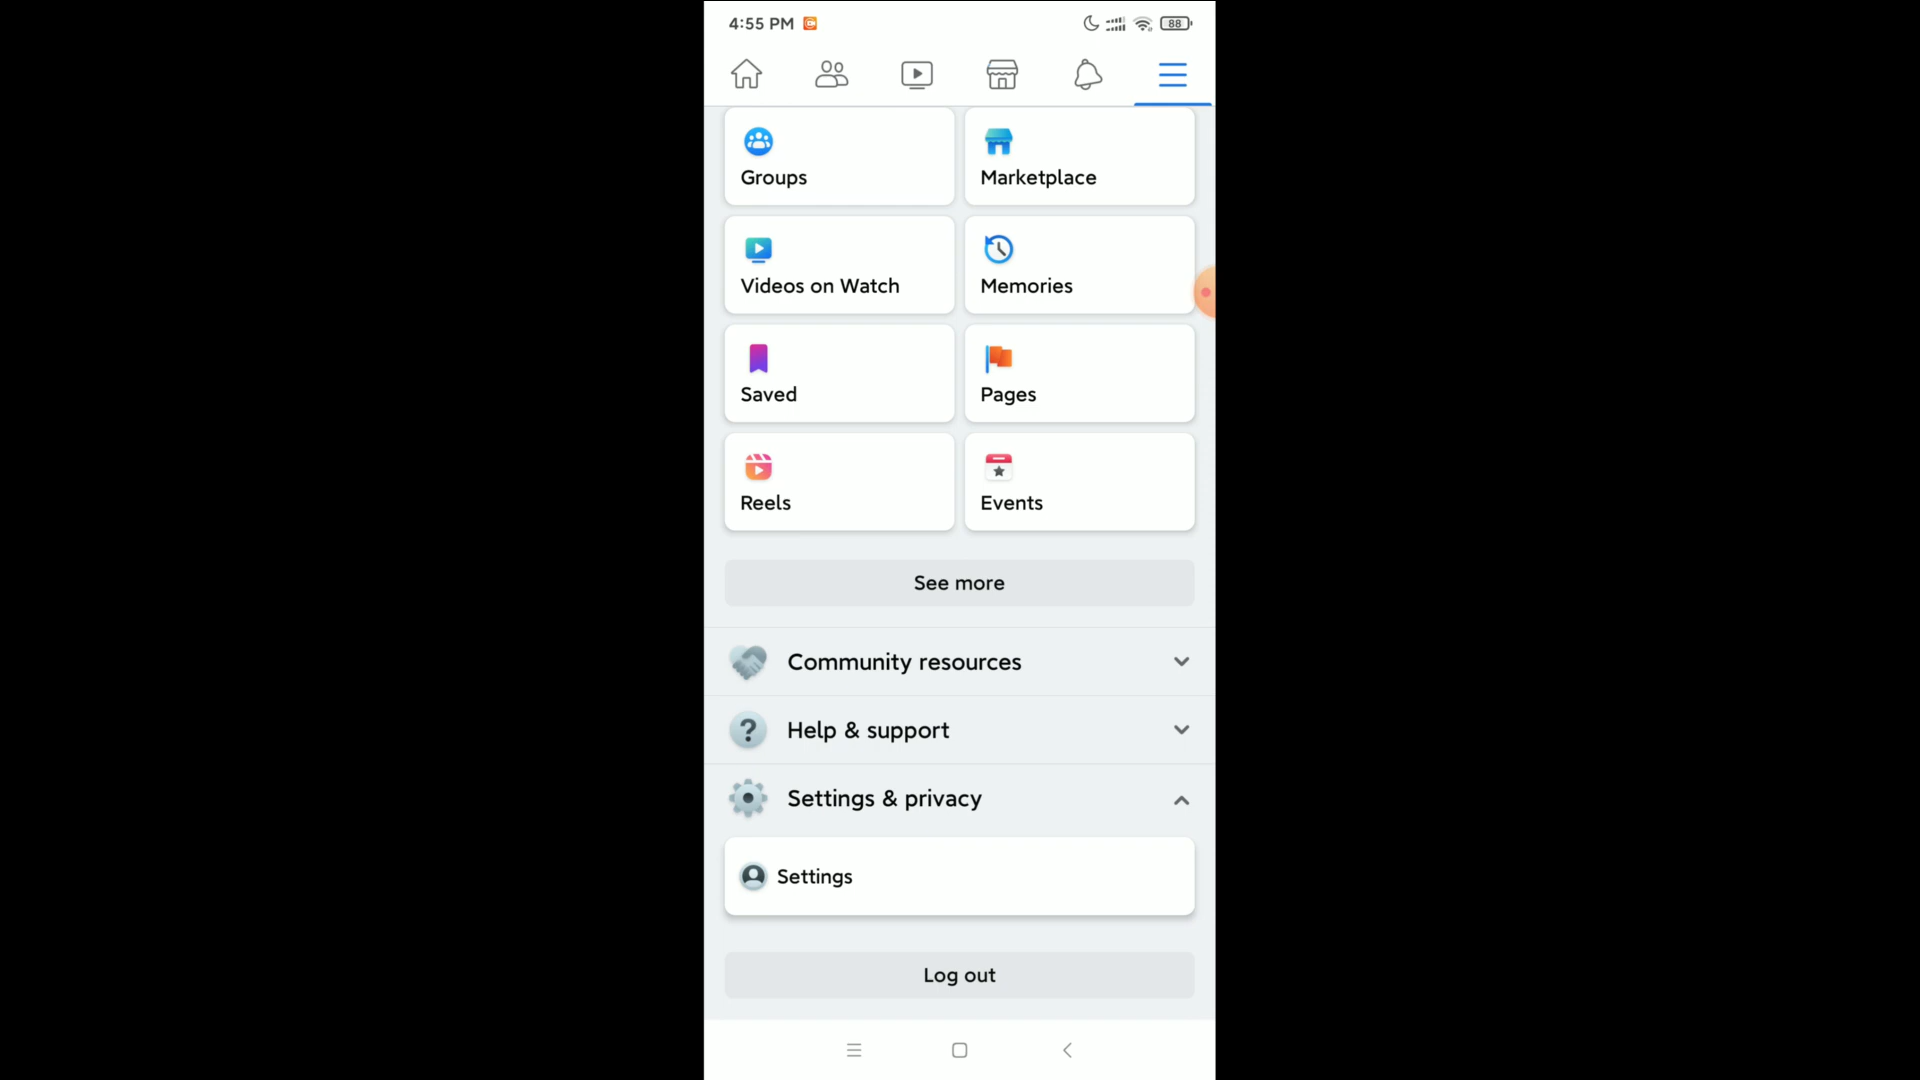 4:55 PM
88
Groups
Marketplace
Videos on Watch
Memories
Saved
Pages
Reels
Events
See more
Community resources
Help & support
Settings & privacy
Settings
Log out